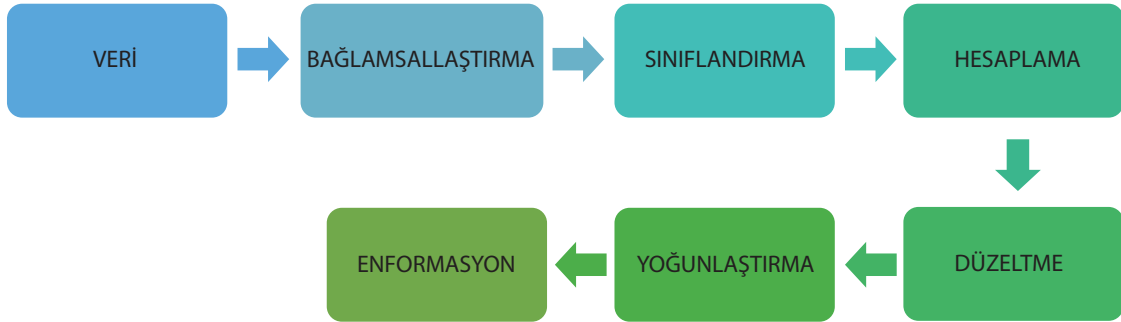 VERİ
BAĞLAMSALLAŞTIRMA
SINIFLANDIRMA
HESAPLAMA
DÜZELTME
YOĞUNLAŞTIRMA
ENFORMASYON